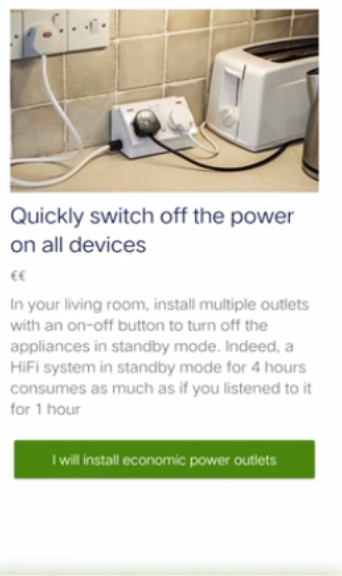 Quickly switch off the power
on all devices
€€
In your living room, install multiple outlets
with an on-off button to turn off the
appliances in standby mode. Indeed, a
HiFi system in standby mode for 4 hours
consumes as much as if you listened to it
for 1 hour
I will install economic power outlets